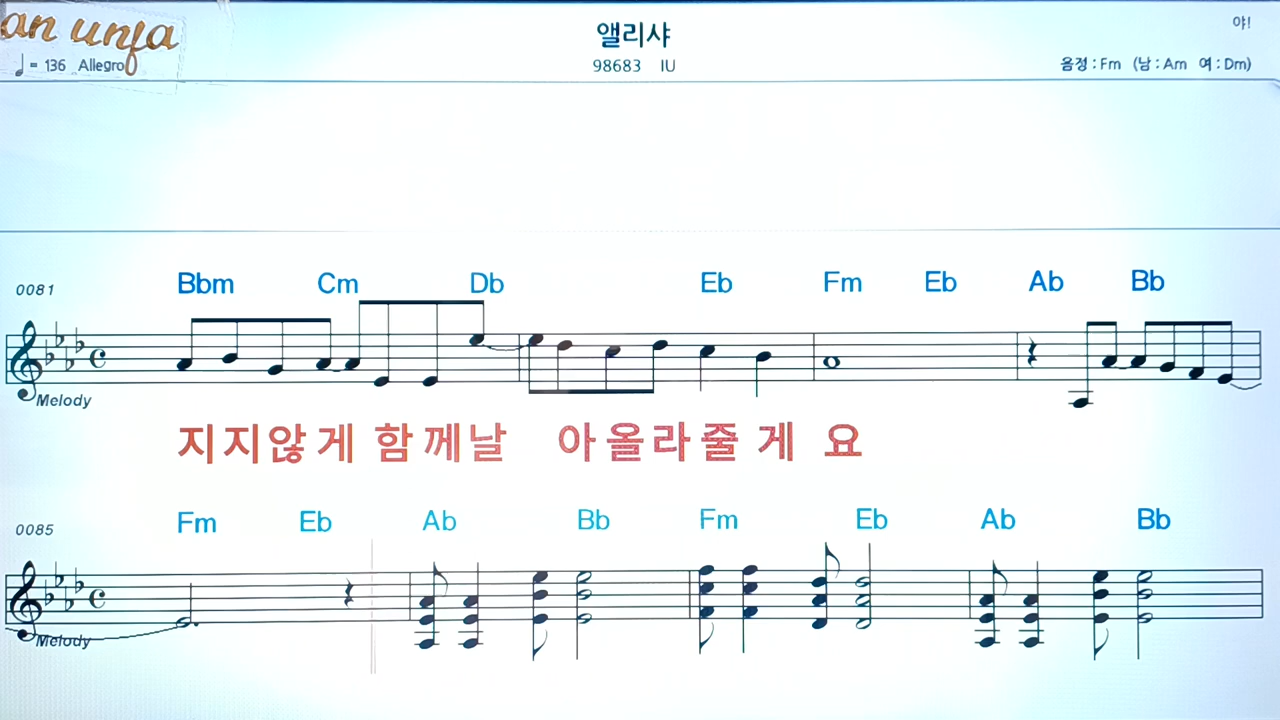 an unfa
♩ = 136 Allegro
앨리샤
98683 IU
야!
음정 : Fm (남 : Am 여 : Dm)
0081 Bbm Cm Db Eb Fm Eb Ab Bb
Melody
지지않게 함께날 아올라줄게 요
0085 Fm Eb Ab Bb Fm Eb Ab Bb
Melody